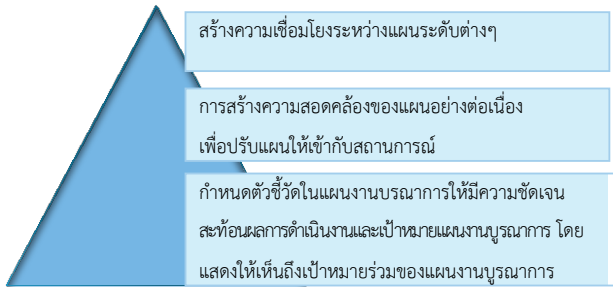 สร้างความเชื่อมโยงระหว่างแผนระดับต่างๆ
การสร้างความสอดคล้องของแผนอย่างต่อเนื่อง
เพื่อปรับแผนให้เข้ากับสถานการณ์
กำหนดตัวชี้วัดในแผนงานบรณาการให้มีความชัดเจน
สะท้อนผลการดำเนินงานและเป้าหมายแผนงานบูรณาการ โดย
แสดงให้เห็นถึงเป้าหมายร่วมของแผนงานบูรณาการ